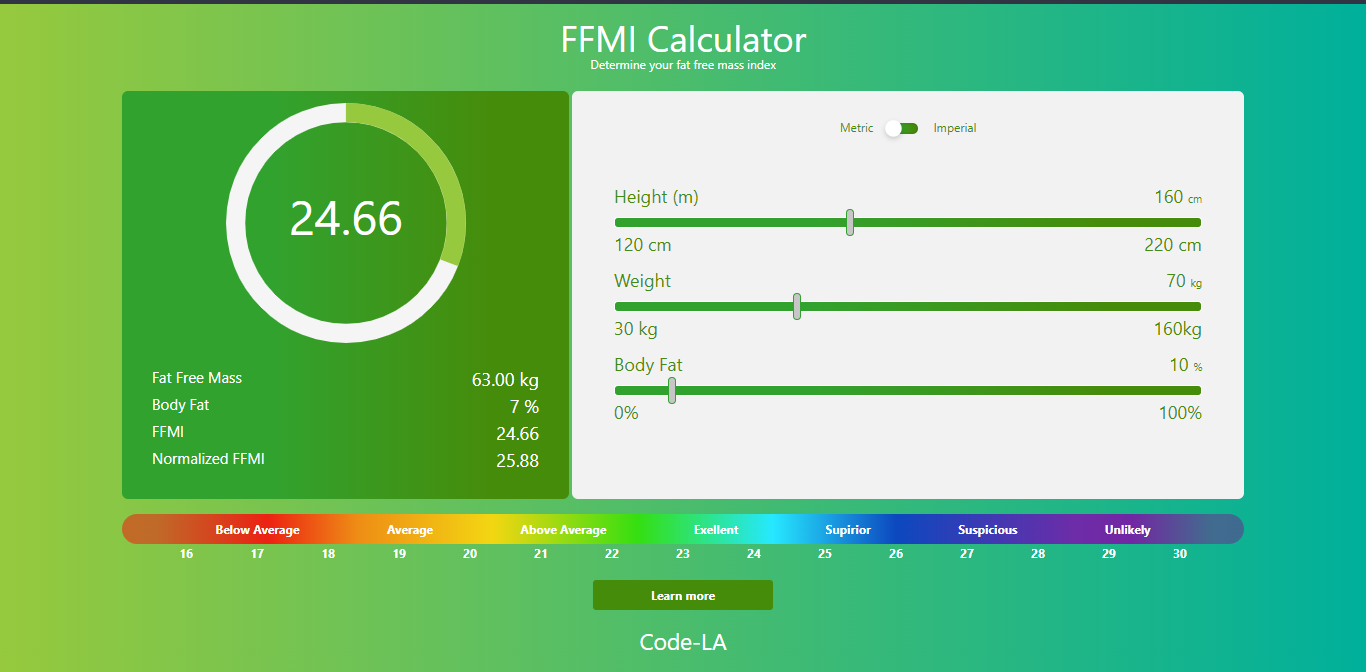 FFMI Calculator
Determine your fat free mass index
24.66
Fat Free Mass 63.00 kg
Body Fat 7 %
FFMI 24.66
Normalized FFMI 25.88
Metric Imperial
Height (m) 160 cm
120 cm 220 cm
Weight 70 kg
30 kg 160kg
Body Fat 10 %
0% 100%
Below Average Average Above Average Exellent Supirior Suspicious Unlikely
16 17 18 19 20 21 22 23 24 25 26 27 28 29 30
Learn more
Code-LA